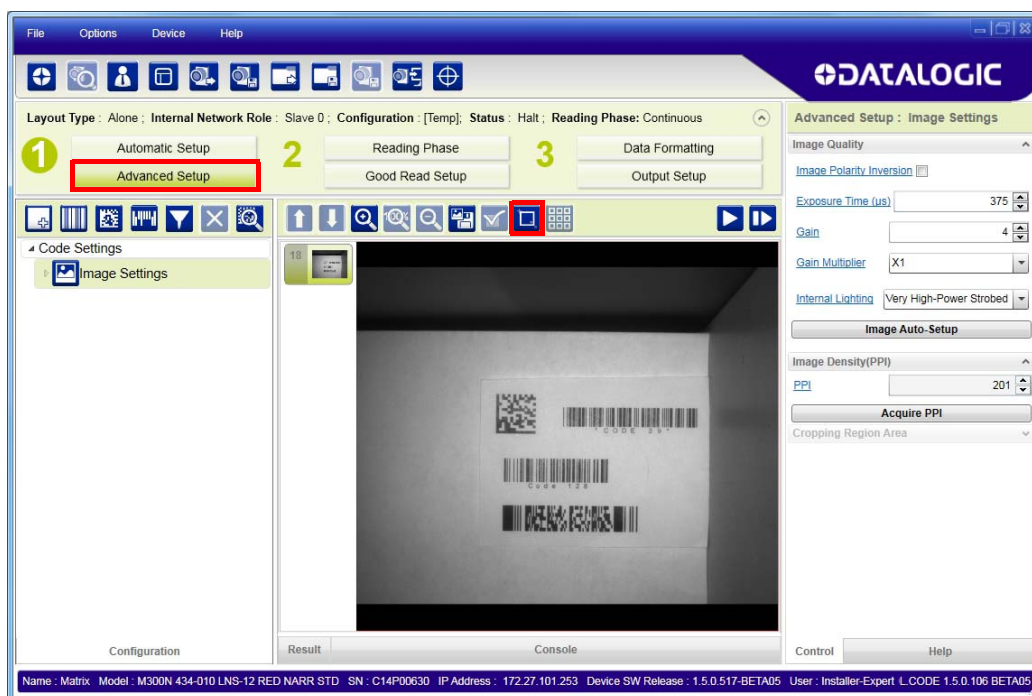 File Options Device Help
DATALOGIC
Layout Type : Alone ; Internal Network Role : Slave 0 ; Configuration : [Temp]; Status : Halt ; Reading Phase: Continuous
1 Automatic Setup 2 Reading Phase 3 Data Formatting
Advanced Setup Good Read Setup Output Setup
Advanced Setup : Image Settings
Image Quality
Image Polarity Inversion
Exposure Time (µs) 375
Gain 4
Gain Multiplier X1
Internal Lighting Very High-Power Strobed
Image Auto-Setup
Image Density(PPI)
PPI 201
Acquire PPI
Cropping Region Area
Code Settings
Image Settings
100%
18
*CODE 39*
Code 128
Configuration
Result Console
Control Help
Name : Matrix Model : M300N 434-010 LNS-12 RED NARR STD SN : C14P00630 IP Address : 172.27.101.253 Device SW Release : 1.5.0.517-BETA05 User : Installer-Expert L.CODE 1.5.0.106 BETA05